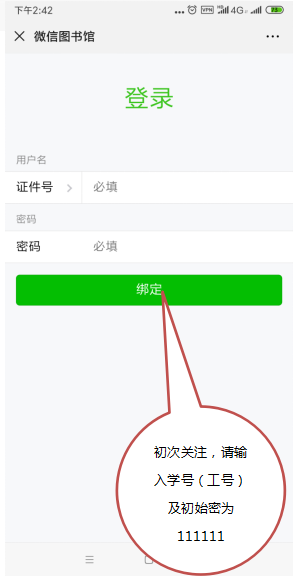 下午2:42
4G
微信图书馆
登录
用户名
证件号
必填
密码
密码
必填
绑定
初次关注，请输
入学号（工号）
及初始密为
111111